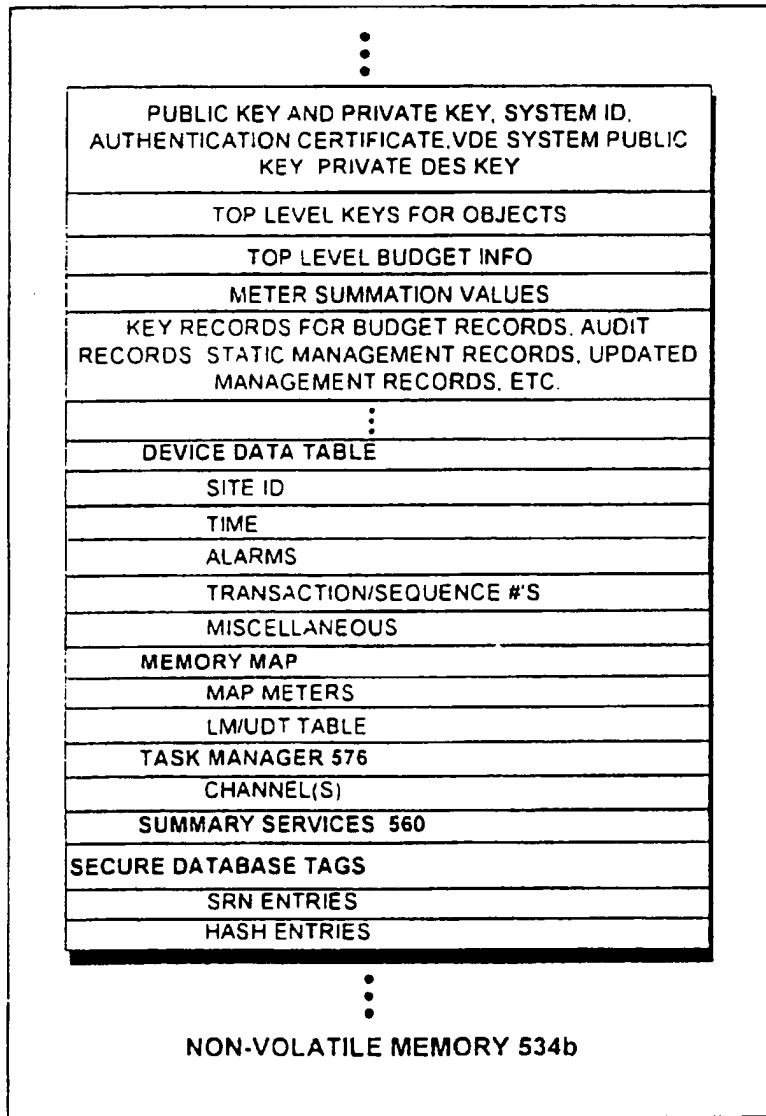 PUBLIC KEY AND PRIVATE KEY, SYSTEM ID,
AUTHENTICATION CERTIFICATE,VDE SYSTEM PUBLIC
KEY PRIVATE DES KEY
TOP LEVEL KEYS FOR OBJECTS
TOP LEVEL BUDGET INFO
METER SUMMATION VALUES
KEY RECORDS FOR BUDGET RECORDS, AUDIT
RECORDS STATIC MANAGEMENT RECORDS, UPDATED
MANAGEMENT RECORDS, ETC.
DEVICE DATA TABLE
SITE ID
TIME
ALARMS
TRANSACTION/SEQUENCE #'S
MISCELLANEOUS
MEMORY MAP
MAP METERS
LM/UDT TABLE
TASK MANAGER 576
CHANNEL(S)
SUMMARY SERVICES 560
SECURE DATABASE TAGS
SRN ENTRIES
HASH ENTRIES
NON-VOLATILE MEMORY 534b